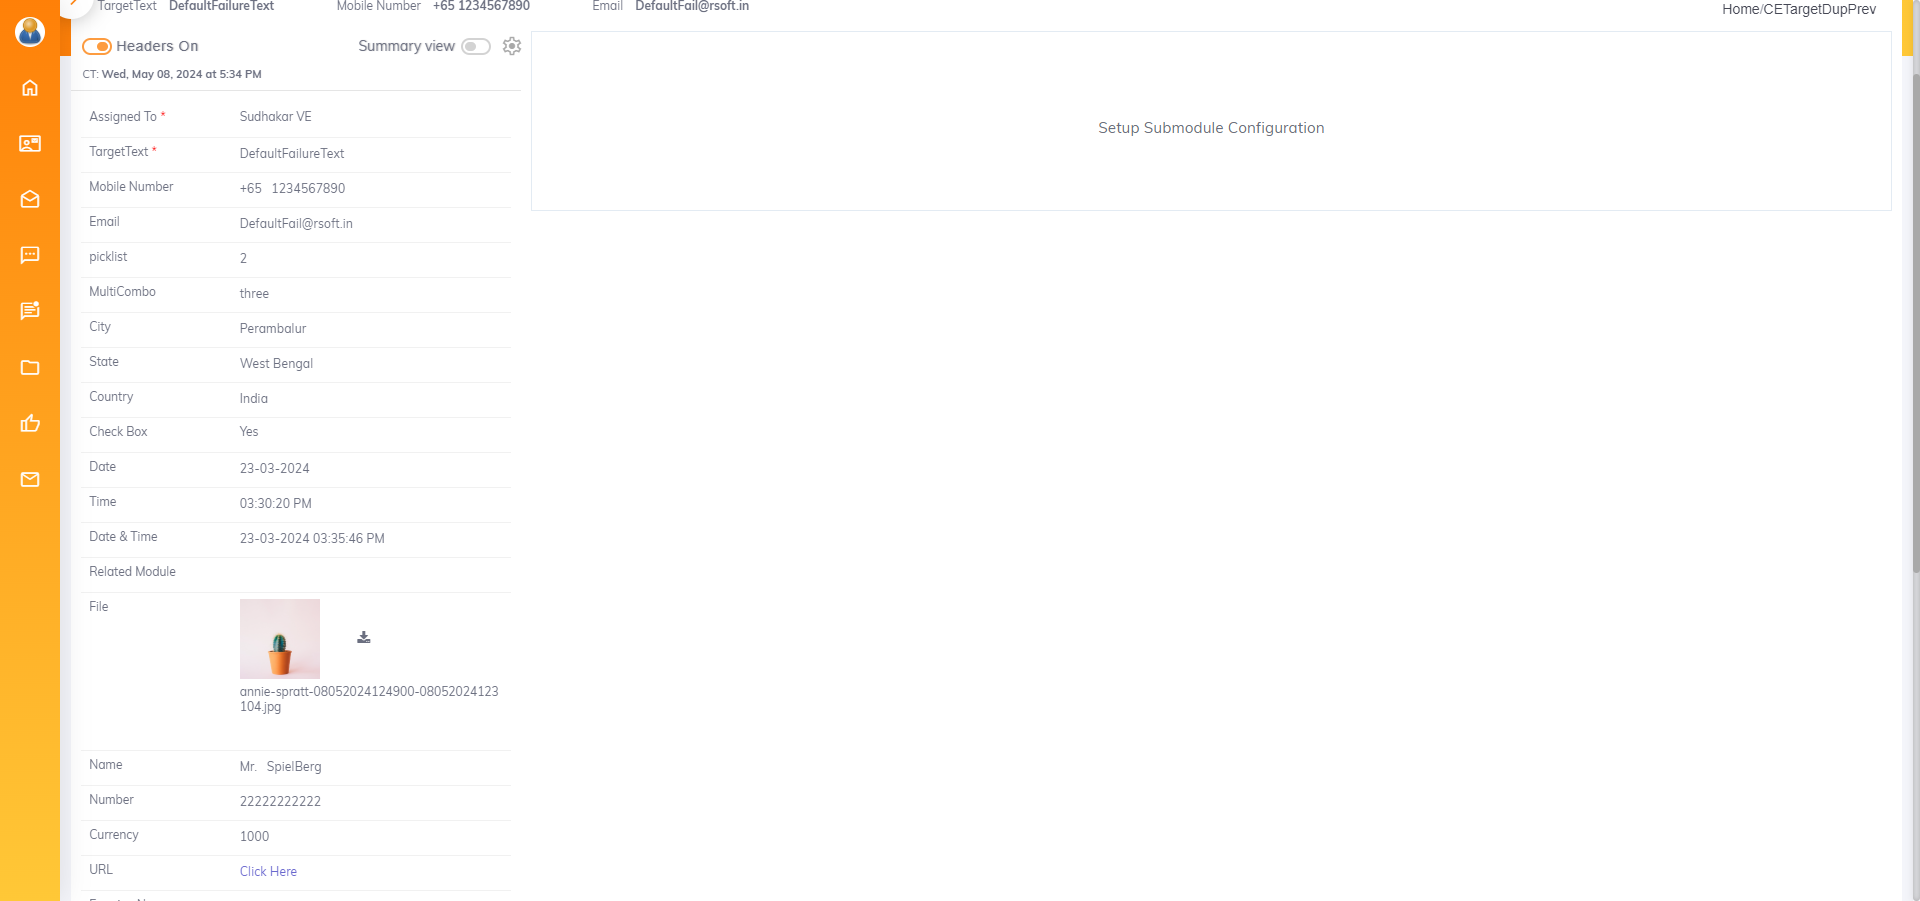 TargetText DefaultFailureText Mobile Number +65 1234567890 Email DefaultFail@rsoft.in
Home/CETargetDupPrev
Headers On Summary view
CT: Wed, May 08, 2024 at 5:34 PM
Setup Submodule Configuration
Assigned To * Sudhakar VE
TargetText * DefaultFailureText
Mobile Number +65 1234567890
Email DefaultFail@rsoft.in
picklist 2
MultiCombo three
City Perambalur
State West Bengal
Country India
Check Box Yes
Date 23-03-2024
Time 03:30:20 PM
Date & Time 23-03-2024 03:35:46 PM
Related Module
File
annie-spratt-08052024124900-08052024123
104.jpg
Name Mr. SpielBerg
Number 22222222222
Currency 1000
URL Click Here